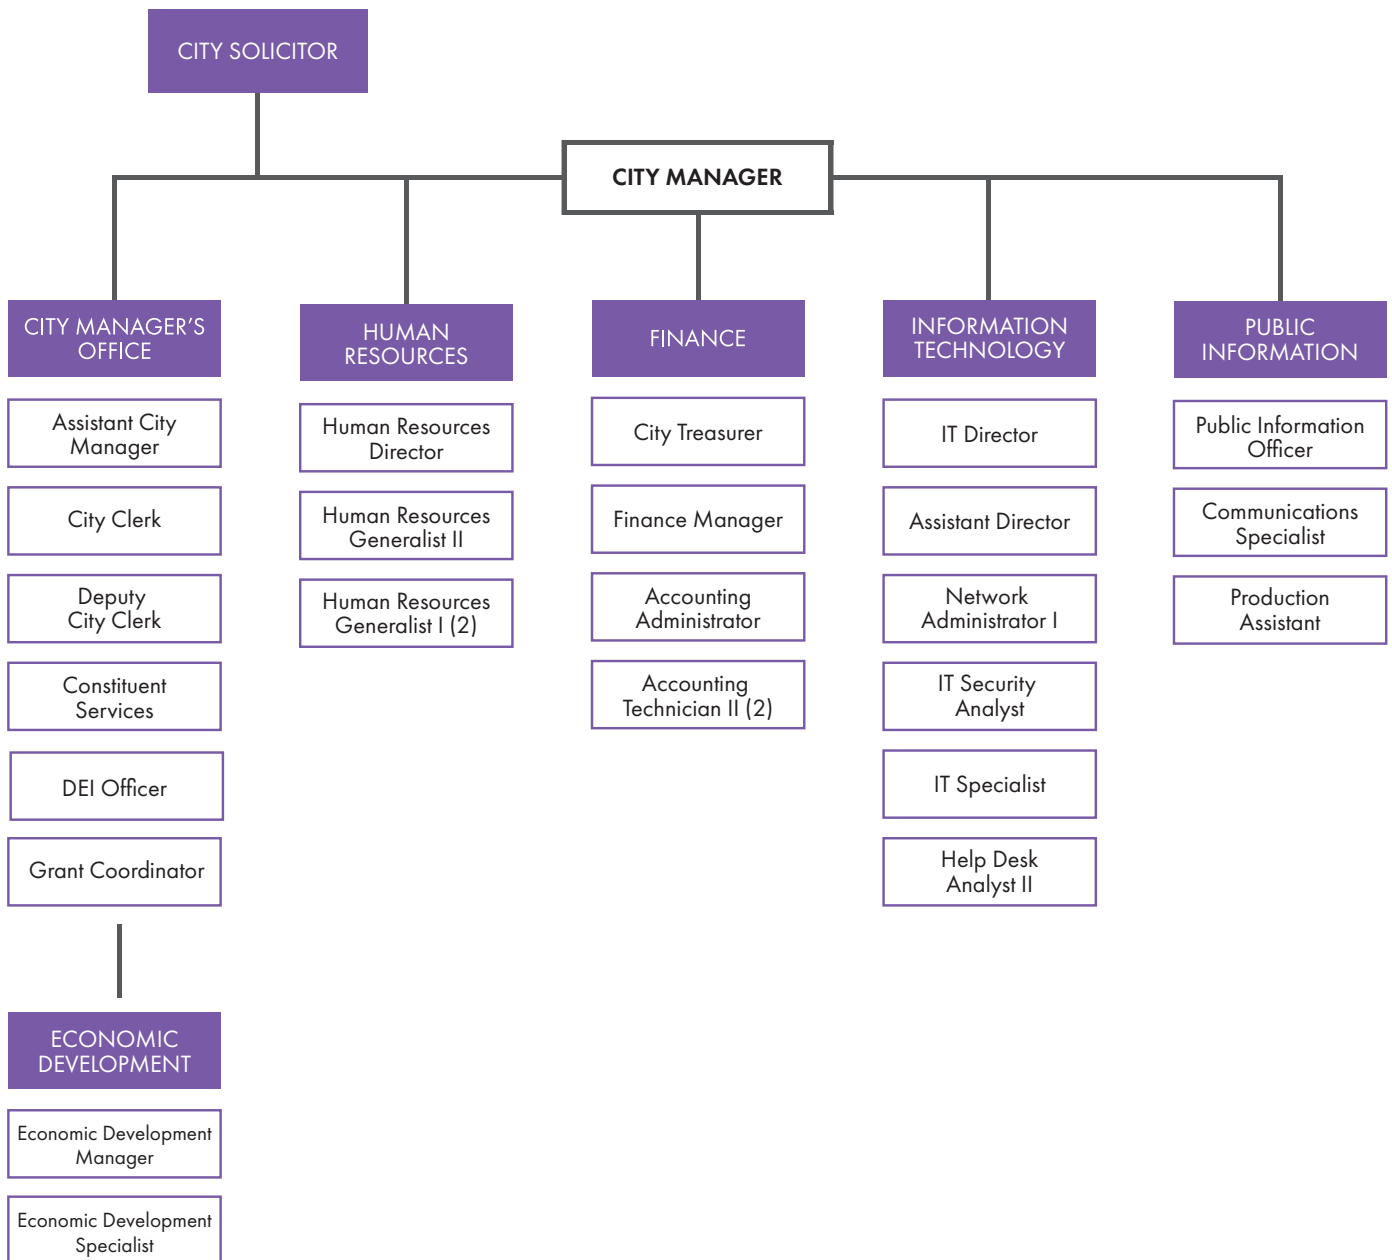 CITY SOLICITOR
CITY MANAGER
CITY MANAGER’S
OFFICE
Assistant City
Manager
City Clerk
Deputy
City Clerk
Constituent
Services
DEI Officer
Grant Coordinator
ECONOMIC
DEVELOPMENT
Economic Development
Manager
Economic Development
Specialist
HUMAN
RESOURCES
Human Resources
Director
Human Resources
Generalist II
Human Resources
Generalist I (2)
FINANCE
City Treasurer
Finance Manager
Accounting
Administrator
Accounting
Technician II (2)
INFORMATION
TECHNOLOGY
IT Director
Assistant Director
Network
Administrator I
IT Security
Analyst
IT Specialist
Help Desk
Analyst II
PUBLIC
INFORMATION
Public Information
Officer
Communications
Specialist
Production
Assistant